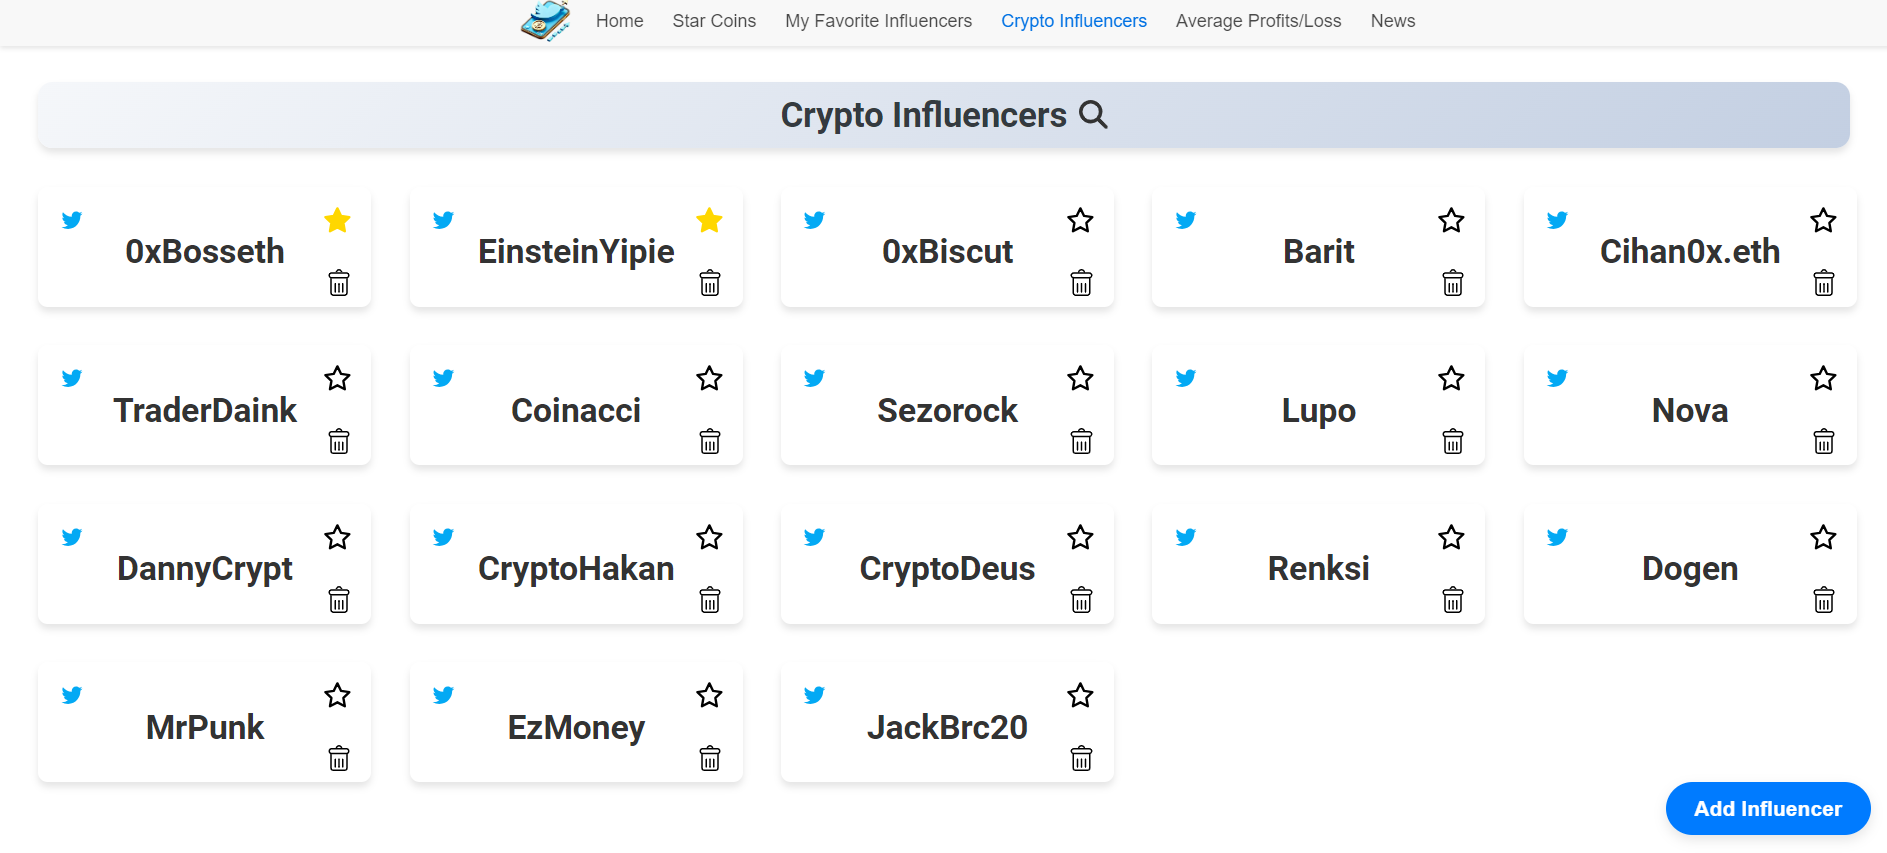 Home Star Coins My Favorite Influencers Crypto Influencers Average Profits/Loss News
Crypto Influencers
0xBosseth EinsteinYipie 0xBiscut Barit Cihan0x.eth
TraderDaink Coinacci Sezorock Lupo Nova
DannyCrypt CryptoHakan CryptoDeus Renksi Dogen
MrPunk EzMoney JackBrc20
Add Influencer